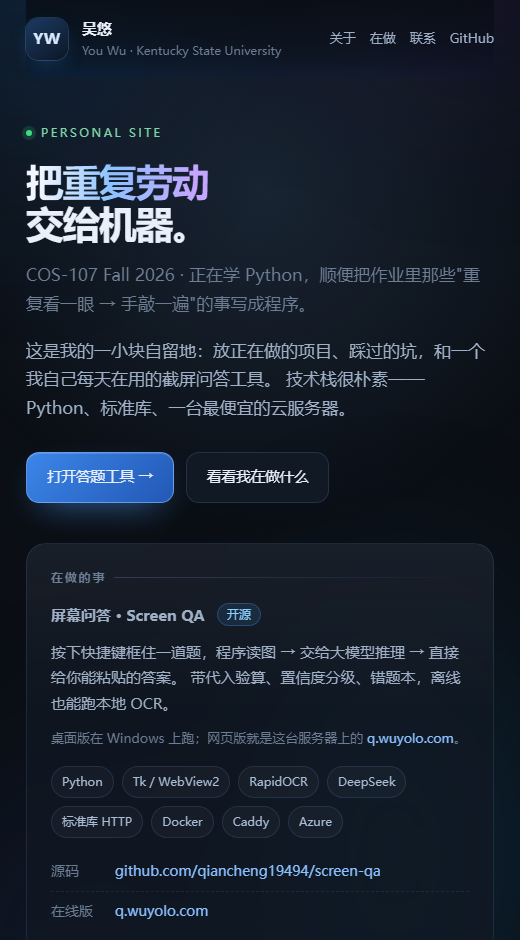 YW
吴悠
You Wu · Kentucky State University
关于 在做 联系 GitHub
PERSONAL SITE
把重复劳动
交给机器。
COS-107 Fall 2026 · 正在学 Python，顺便把作业里那些"重
复看一眼 → 手敲一遍"的事写成程序。
这是我的一小块自留地：放正在做的项目、踩过的坑，和一个
我自己每天在用的截屏问答工具。 技术栈很朴素——
Python、标准库、一台最便宜的云服务器。
打开答题工具 →
看看我在做什么
在做的事
屏幕问答 • Screen QA 开源
按下快捷键框住一道题，程序读图 → 交给大模型推理 → 直接
给你能粘贴的答案。 带代入验算、置信度分级、错题本，离线
也能跑本地 OCR。
桌面版在 Windows 上跑；网页版就是这台服务器上的 q.wuyolo.com。
Python Tk / WebView2 RapidOCR DeepSeek
标准库 HTTP Docker Caddy Azure
源码 github.com/qiancheng19494/screen-qa
在线版 q.wuyolo.com